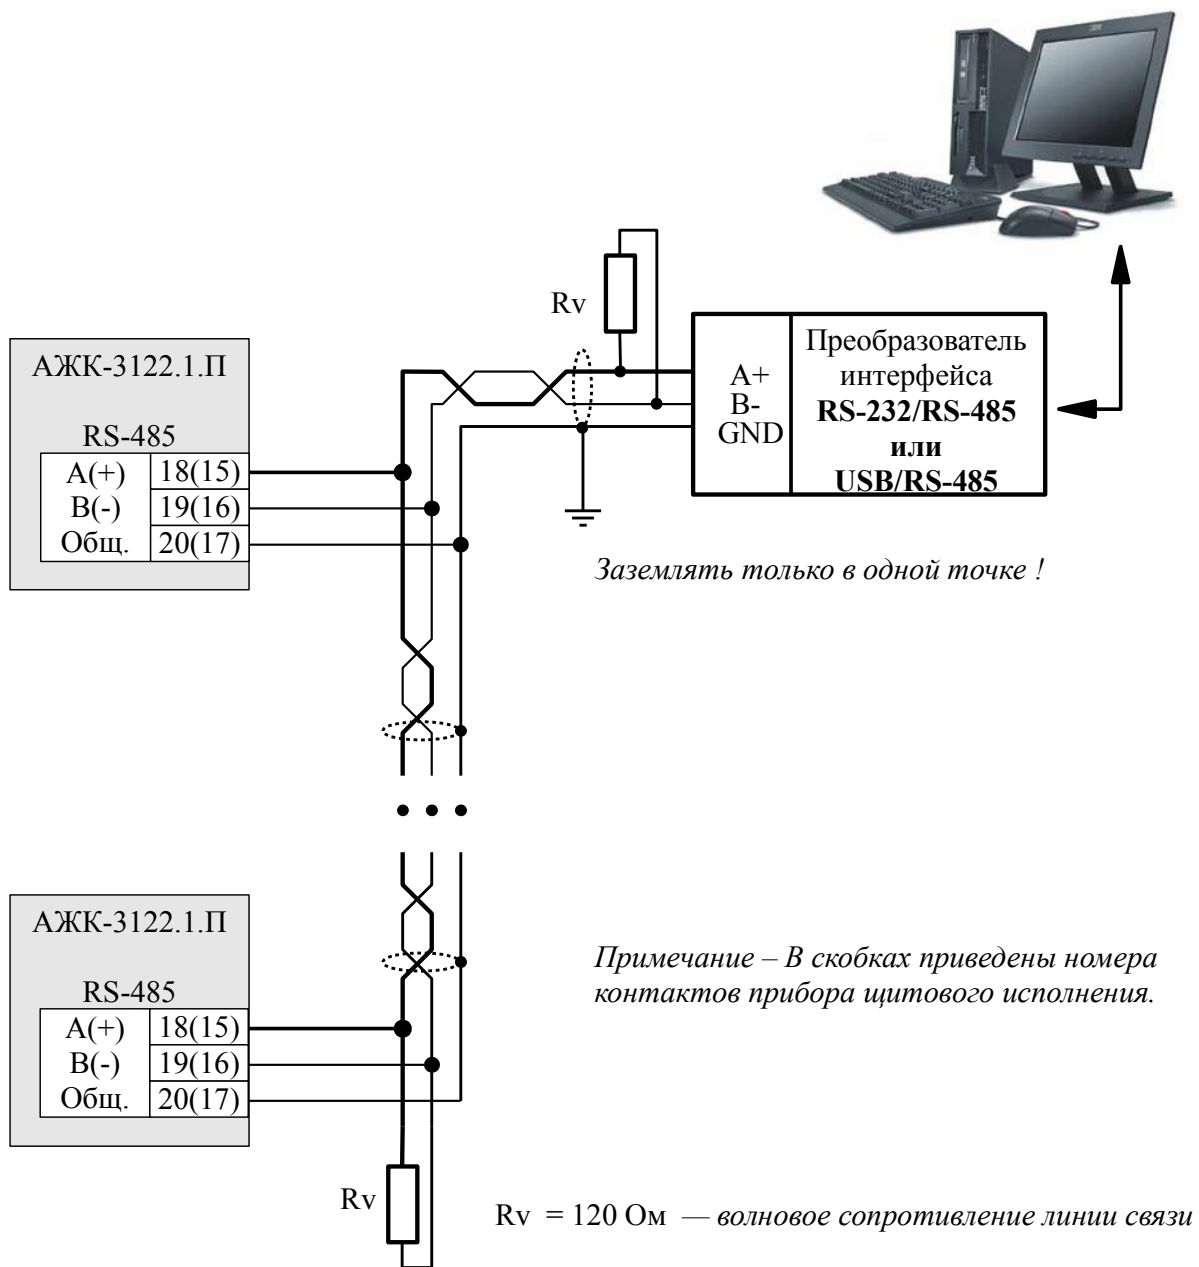 Rv
АЖК-3122.1.П
RS-485
А(+) 18(15)
В(-) 19(16)
Общ. 20(17)
A+
B-
GND
Преобразователь
интерфейса
RS-232/RS-485
или
USB/RS-485
Заземлять только в одной точке !
АЖК-3122.1.П
RS-485
А(+) 18(15)
В(-) 19(16)
Общ. 20(17)
Примечание – В скобках приведены номера
контактов прибора щитового исполнения.
Rv
Rv = 120 Ом — волновое сопротивление линии связи